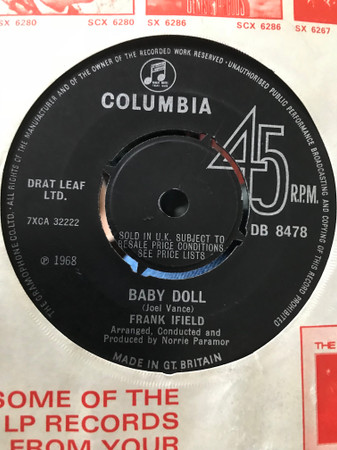 SCX 6280
SX 6286
SCX 6286
SX 6267
THE GRAMOPHONE CO. LTD. · ALL RIGHTS OF THE MANUFACTURER AND OF THE OWNER OF THE RECORDED WORK RESERVED · UNAUTHORISED PUBLIC PERFORMANCE BROADCASTING AND COPYING OF THIS RECORD PROHIBITED
COLUMBIA
45
R.P.M.
DRAT LEAF
LTD.
7XCA 32222
DB 8478
SOLD IN U.K. SUBJECT TO
RESALE PRICE CONDITIONS
SEE PRICE LISTS
℗ 1968
BABY DOLL
(Joel Vance)
FRANK IFIELD
Arranged, Conducted and
Produced by Norrie Paramor
MADE IN GT. BRITAIN
THE
SOME OF THE
LP RECORDS
FROM YOUR